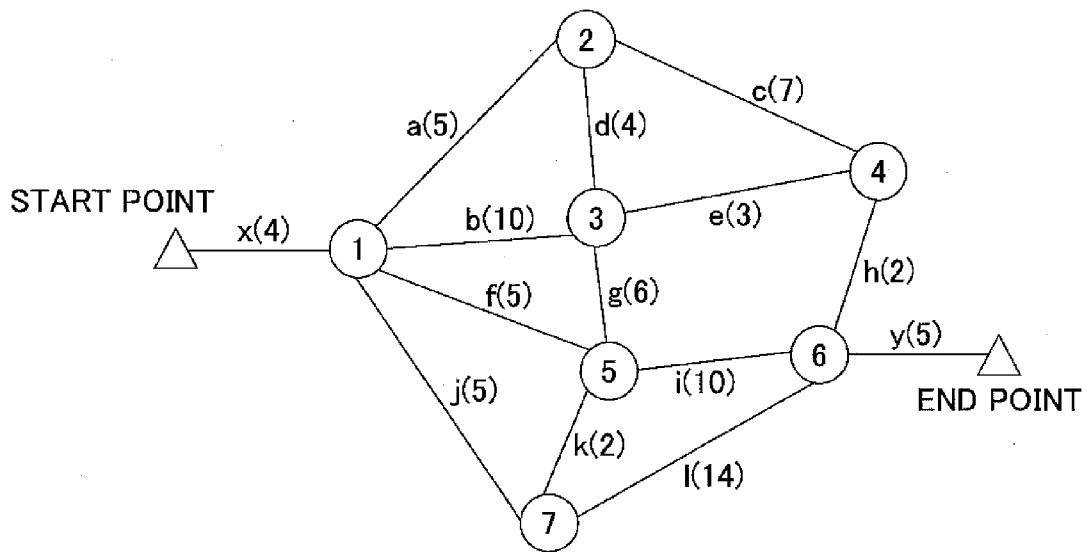 2
c(7)
a(5)
d(4)
4
START POINT
3
e(3)
x(4)
b(10)
1
h(2)
f(5)
g(6)
y(5)
6
5
i(10)
END POINT
j(5)
k(2)
l(14)
7